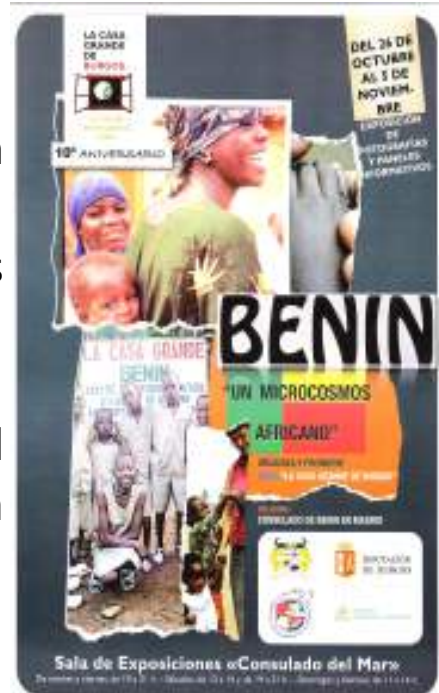 LA CASA
GRANDE
DE
BURGOS
10º ANIVERSARIO
DEL 26 DE
OCTUBRE
AL 5 DE
NOVIEM-
BRE
EXPOSICIÓN
DE
FOTOGRAFÍAS
Y PANELES
INFORMATIVOS
BENIN
"UN MICROCOSMOS
AFRICANO"
LA CASA GRANDE
BENIN
ORGANIZA Y PROMUEVE
CONSULADO DE BENIN EN MADRID
DIPUTACIÓN
DE BURGOS
Sala de Exposiciones «Consulado del Mar»